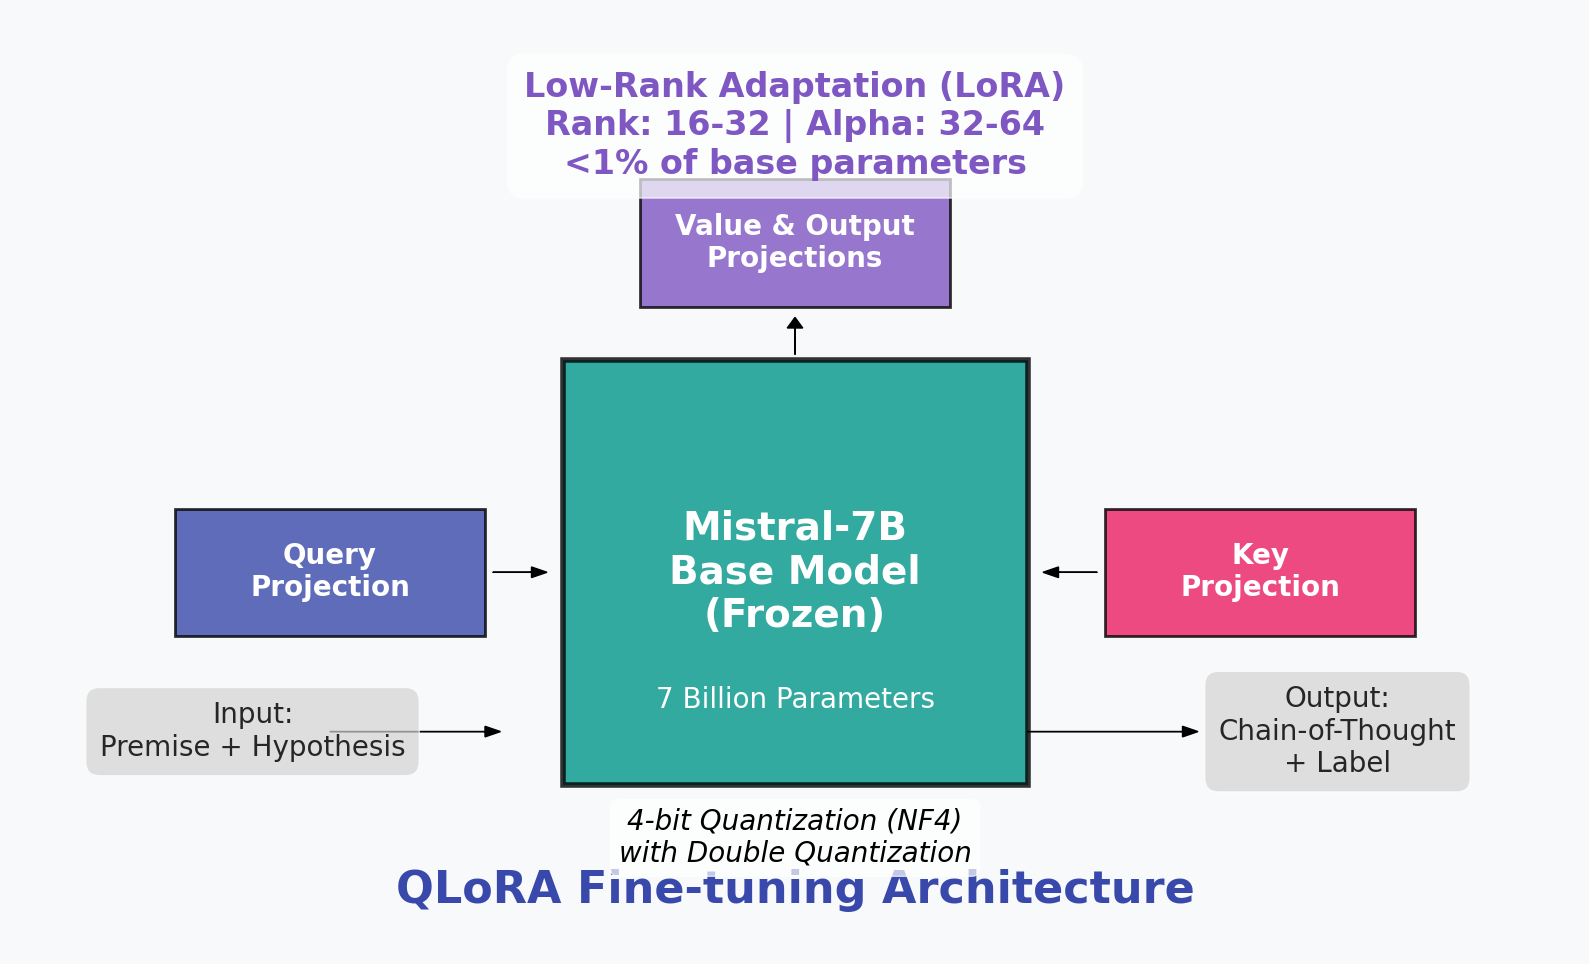 Low-Rank Adaptation (LoRA)
Rank: 16-32 | Alpha: 32-64
<1% of base parameters
Value & Output
Projections
Query
Projection
Mistral-7B
Base Model
(Frozen)
7 Billion Parameters
Key
Projection
Input:
Premise + Hypothesis
Output:
Chain-of-Thought
+ Label
4-bit Quantization (NF4)
with Double Quantization
QLoRA Fine-tuning Architecture